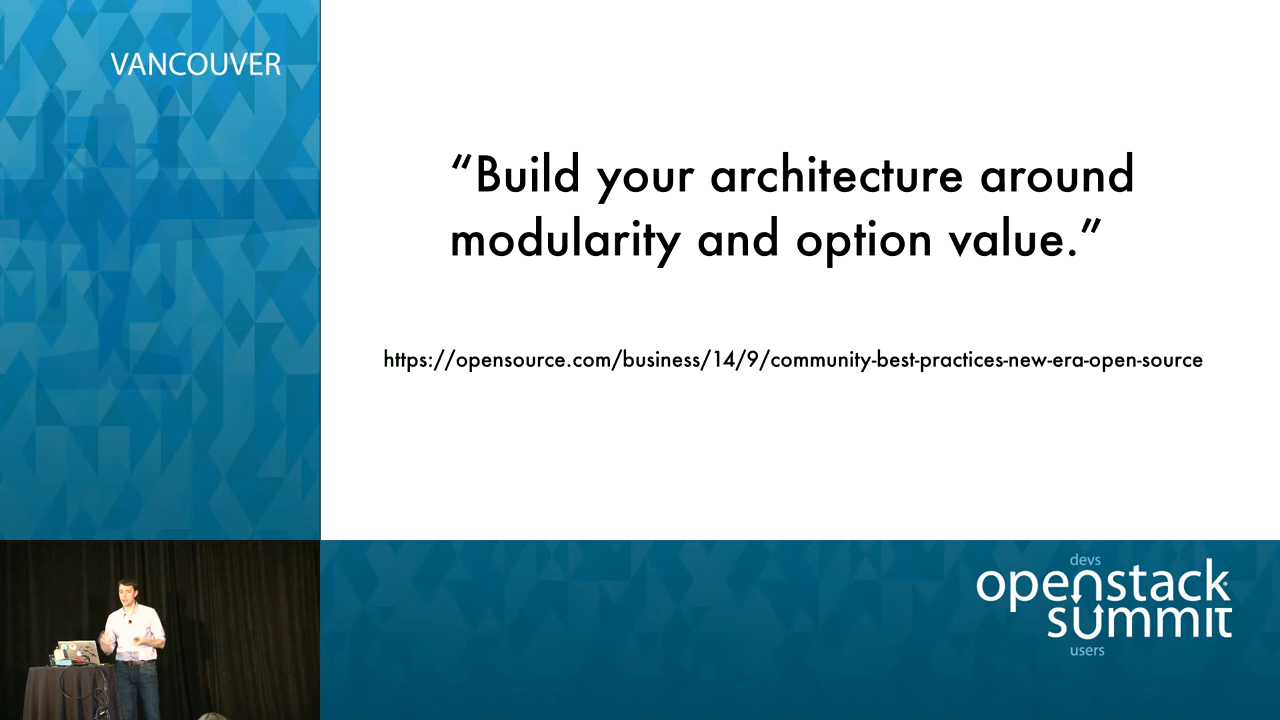 VANCOUVER
“Build your architecture around
modularity and option value.”
https://opensource.com/business/14/9/community-best-practices-new-era-open-source
devs
openstack
summit
users